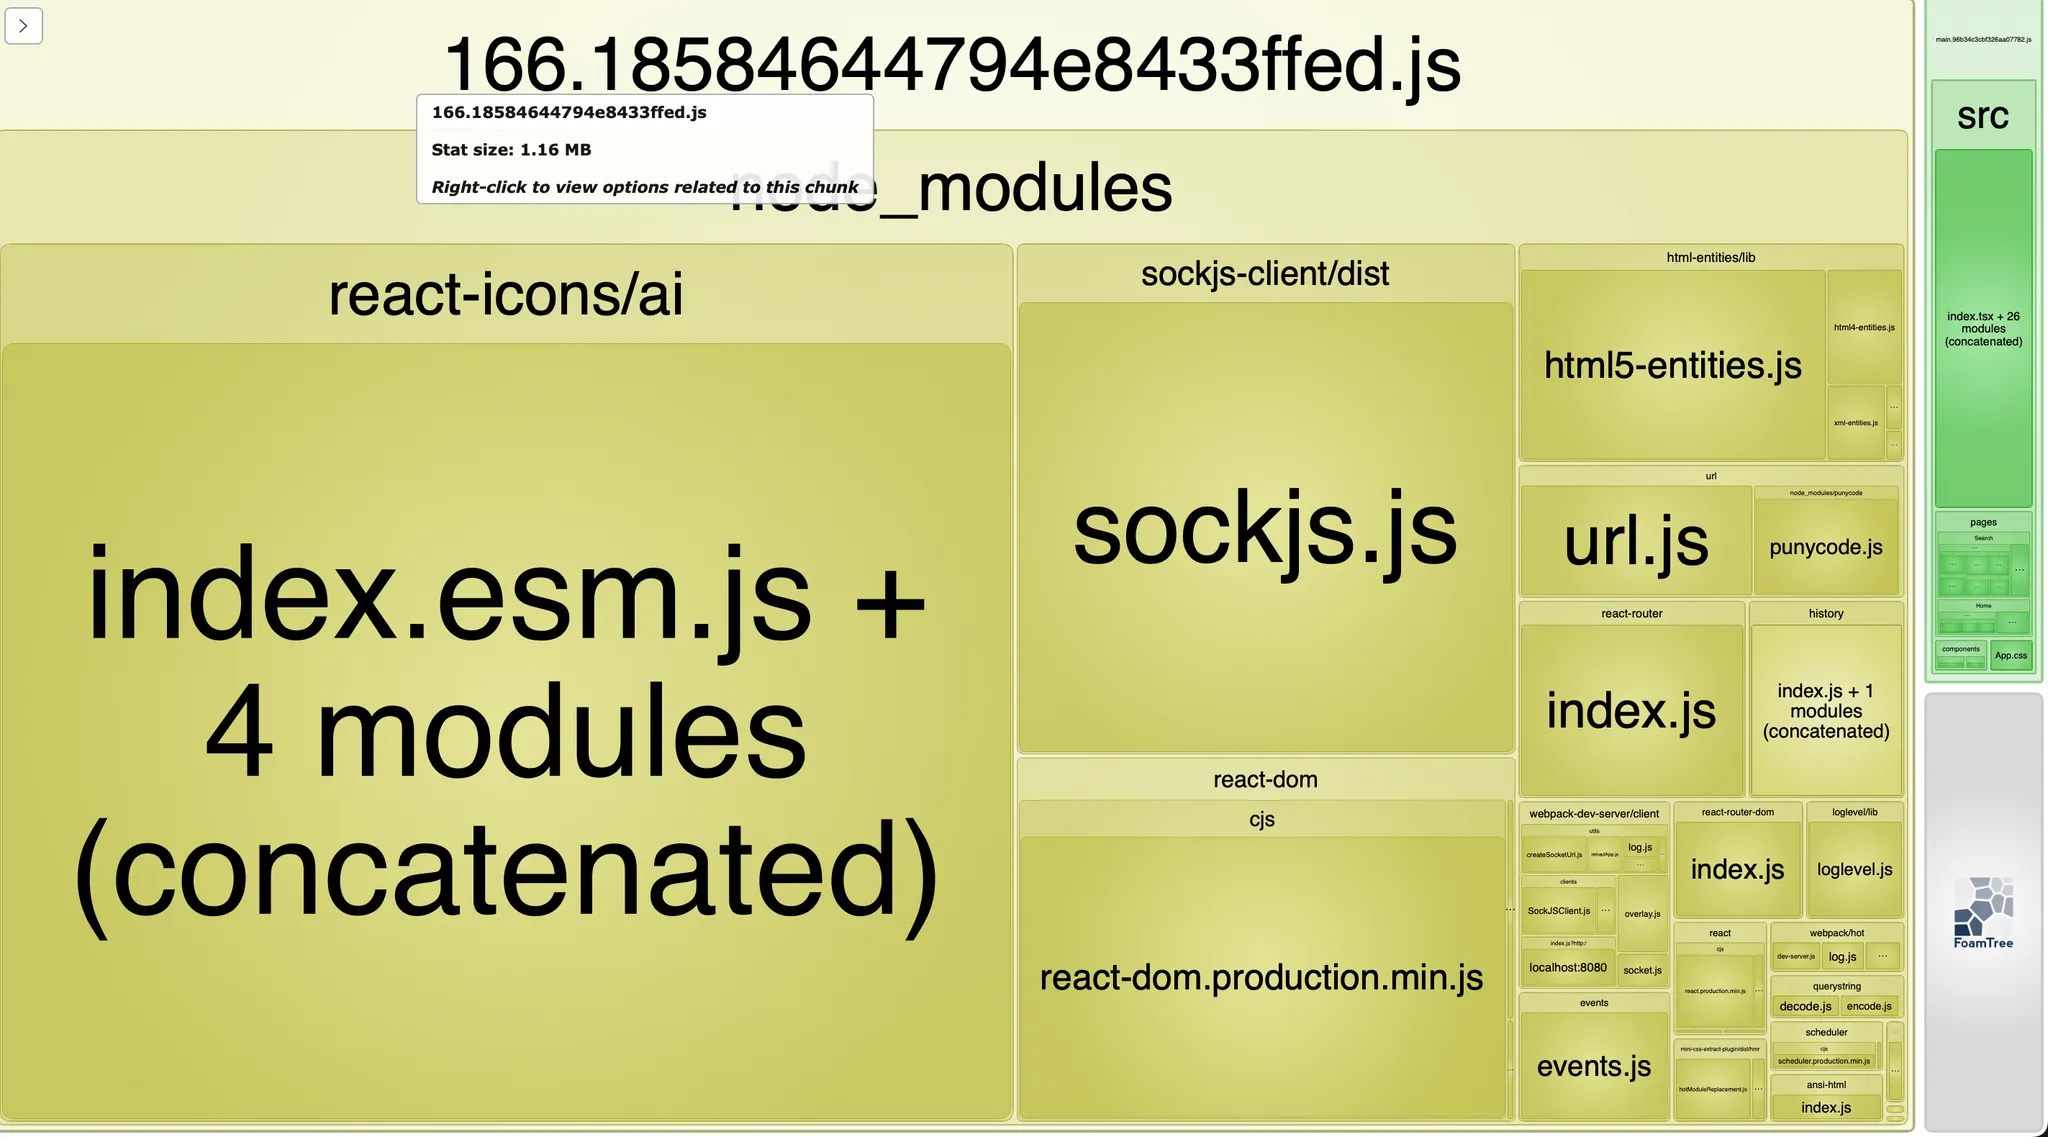 166.18584644794e8433ffed.js
166.18584644794e8433ffed.js
Stat size: 1.16 MB
Right-click to view options related to this chunk
node_modules
react-icons/ai
index.esm.js +
4 modules
(concatenated)
sockjs-client/dist
sockjs.js
react-dom
cjs
react-dom.production.min.js
...
...
html-entities/lib
html5-entities.js
html4-entities.js
xml-entities.js
...
...
url
url.js
node_modules/punycode
punycode.js
react-router
index.js
history
index.js + 1
modules
(concatenated)
webpack-dev-server/client
utils
createSocketUrl.js
reloadApp.js
log.js
...
clients
SockJSClient.js
...
overlay.js
index.js?http:/
localhost:8080
socket.js
events
events.js
react-router-dom
index.js
loglevel/lib
loglevel.js
react
cjs
react.production.min.js
...
mini-css-extract-plugin/dist/hmr
hotModuleReplacement.js
...
webpack/hot
dev-server.js
log.js
...
querystring
decode.js
encode.js
scheduler
cjs
scheduler.production.min.js
ansi-html
index.js
...
main.96b34c3cbf326aa07782.js
src
index.tsx + 26
modules
(concatenated)
pages
Search
...
...
...
...
...
...
Home
...
components
App.css
FoamTree